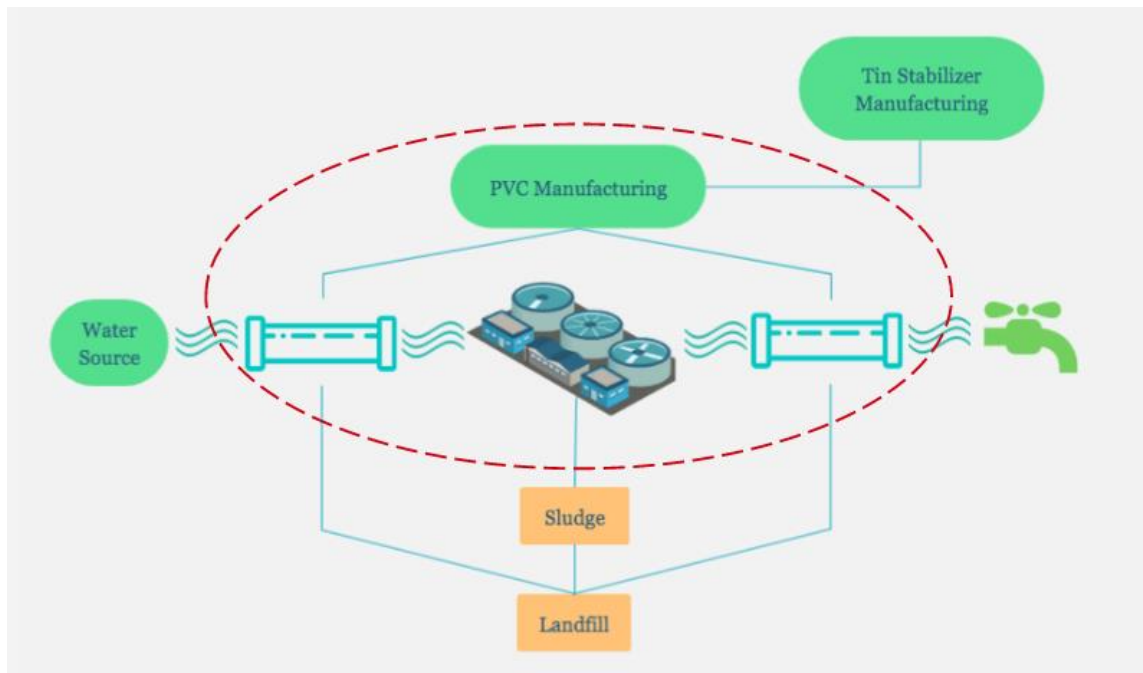 Tin Stabilizer
Manufacturing
PVC Manufacturing
Water
Source
Sludge
Landfill